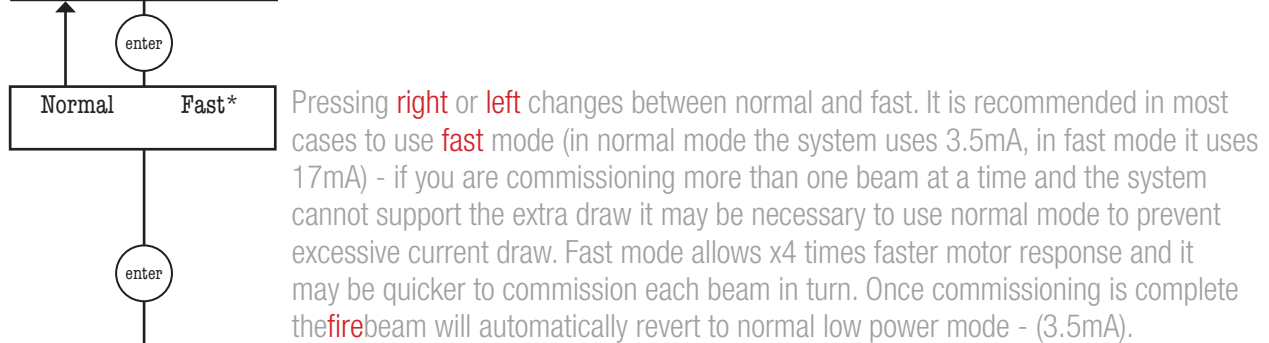 enter
Normal Fast*
Pressing right or left changes between normal and fast. It is recommended in most
cases to use fast mode (in normal mode the system uses 3.5mA, in fast mode it uses
17mA) - if you are commissioning more than one beam at a time and the system
cannot support the extra draw it may be necessary to use normal mode to prevent
excessive current draw. Fast mode allows x4 times faster motor response and it
may be quicker to commission each beam in turn. Once commissioning is complete
thefirebeam will automatically revert to normal low power mode - (3.5mA).
enter